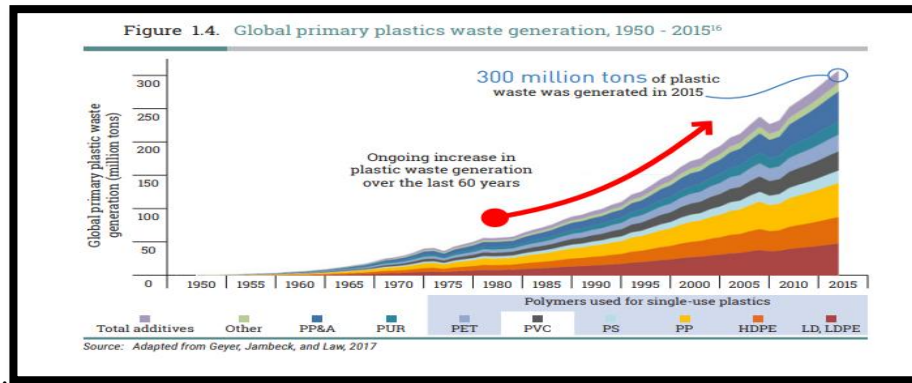 Figure 1.4. Global primary plastics waste generation, 1950 - 2015¹⁶
300 million tons of plastic
waste was generated in 2015
Ongoing increase in
plastic waste generation
over the last 60 years
Global primary plastic waste
generation (million tons)
300
250
200
150
100
50
0
1950 1955 1960 1965 1970 1975 1980 1985 1990 1995 2000 2005 2010 2015
Polymers used for single-use plastics
Total additives Other PP&A PUR PET PVC PS PP HDPE LD, LDPE
Source: Adapted from Geyer, Jambeck, and Law, 2017